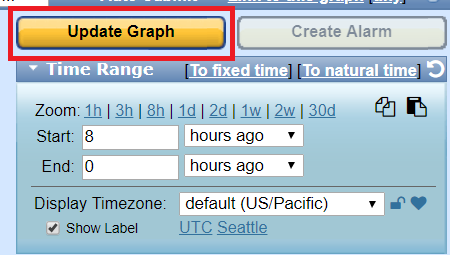 Update Graph Create Alarm
Time Range [To fixed time] [To natural time]
Zoom: 1h | 3h | 8h | 1d | 2d | 1w | 2w | 30d
Start: 8 hours ago
End: 0 hours ago
Display Timezone: default (US/Pacific)
Show Label UTC Seattle